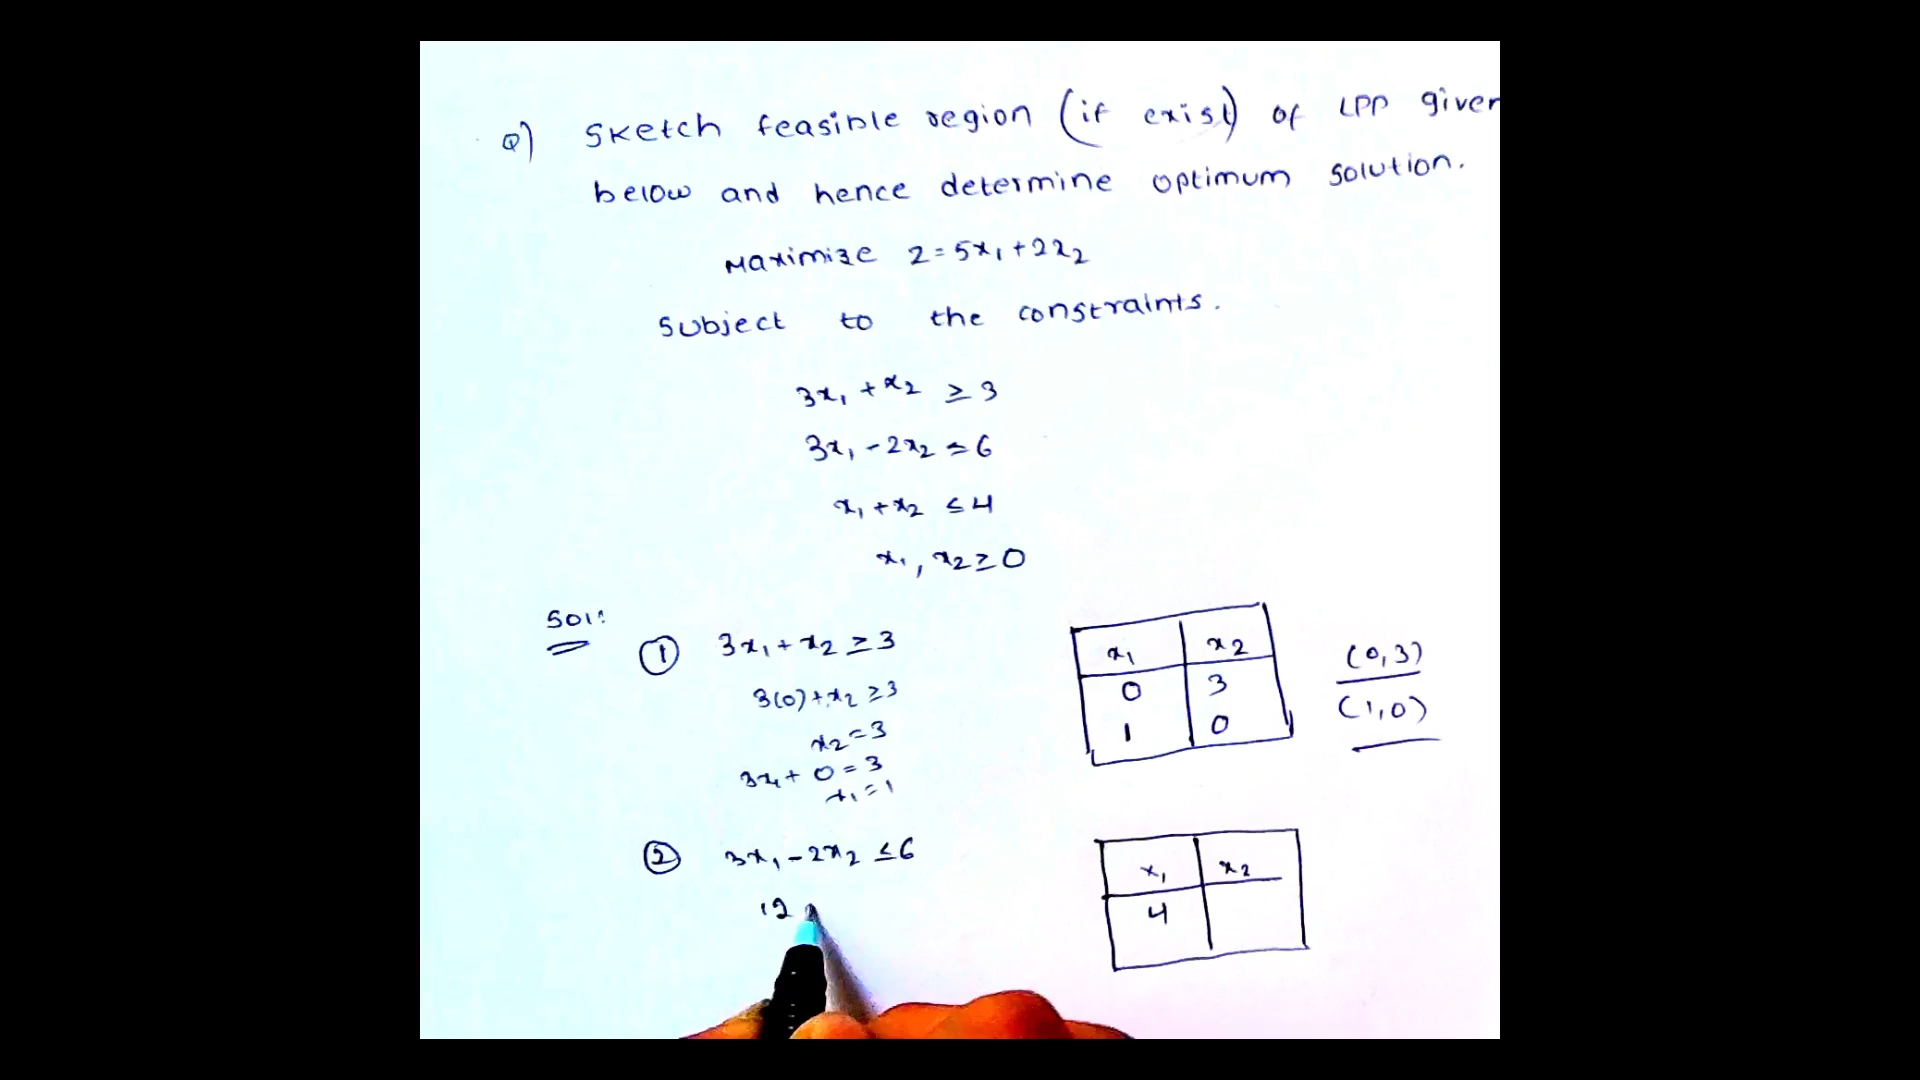 Q) Sketch feasible region (if exist) of LPP given
below and hence determine optimum solution.
Maximize Z=5x₁+2x₂
Subject to the constraints.
3x₁ + x₂ ≥ 3
3x₁ - 2x₂ ≤ 6
x₁ + x₂ ≤ 4
x₁, x₂ ≥ 0
Sol:
① 3x₁ + x₂ ≥ 3
3(0) + x₂ ≥ 3
x₂ = 3
3x₁ + 0 = 3
x₁ = 1
x₁ x₂
0 3
1 0
(0,3)
(1,0)
② 3x₁ - 2x₂ ≤ 6
12
x₁ x₂
4